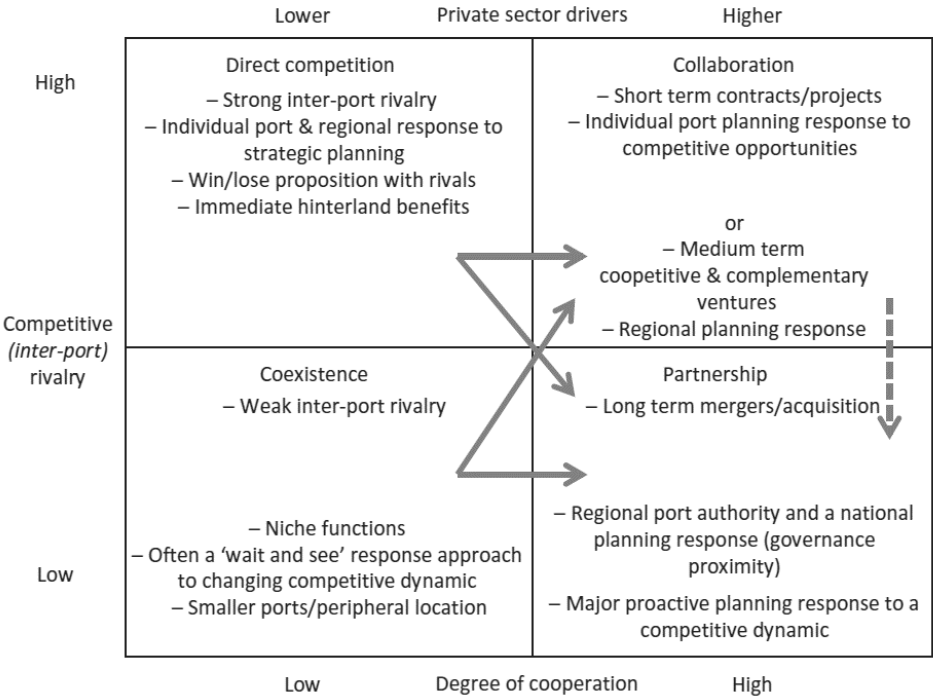 Lower Private sector drivers Higher
High
Direct competition
– Strong inter-port rivalry
– Individual port & regional response to
strategic planning
– Win/lose proposition with rivals
– Immediate hinterland benefits
Collaboration
– Short term contracts/projects
– Individual port planning response to
competitive opportunities
or
– Medium term
coopetitive & complementary
ventures
– Regional planning response
Competitive
(inter-port)
rivalry
Coexistence
– Weak inter-port rivalry
– Niche functions
– Often a ‘wait and see’ response approach
to changing competitive dynamic
– Smaller ports/peripheral location
Partnership
– Long term mergers/acquisition
– Regional port authority and a national
planning response (governance
proximity)
– Major proactive planning response to a
competitive dynamic
Low
Low Degree of cooperation High